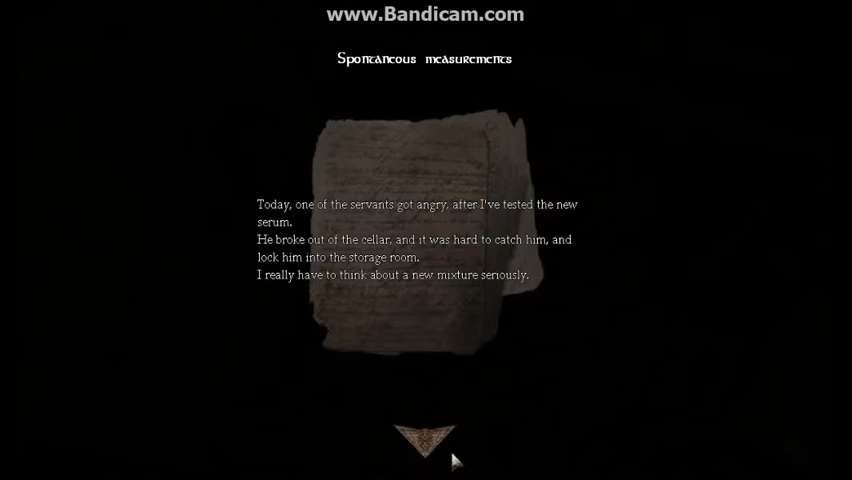 www.Bandicam.com
Spontaneous measurements
Today, one of the servants got angry, after I've tested the new
serum.
He broke out of the cellar, and it was hard to catch him, and
lock him into the storage room.
I really have to think about a new mixture seriously.